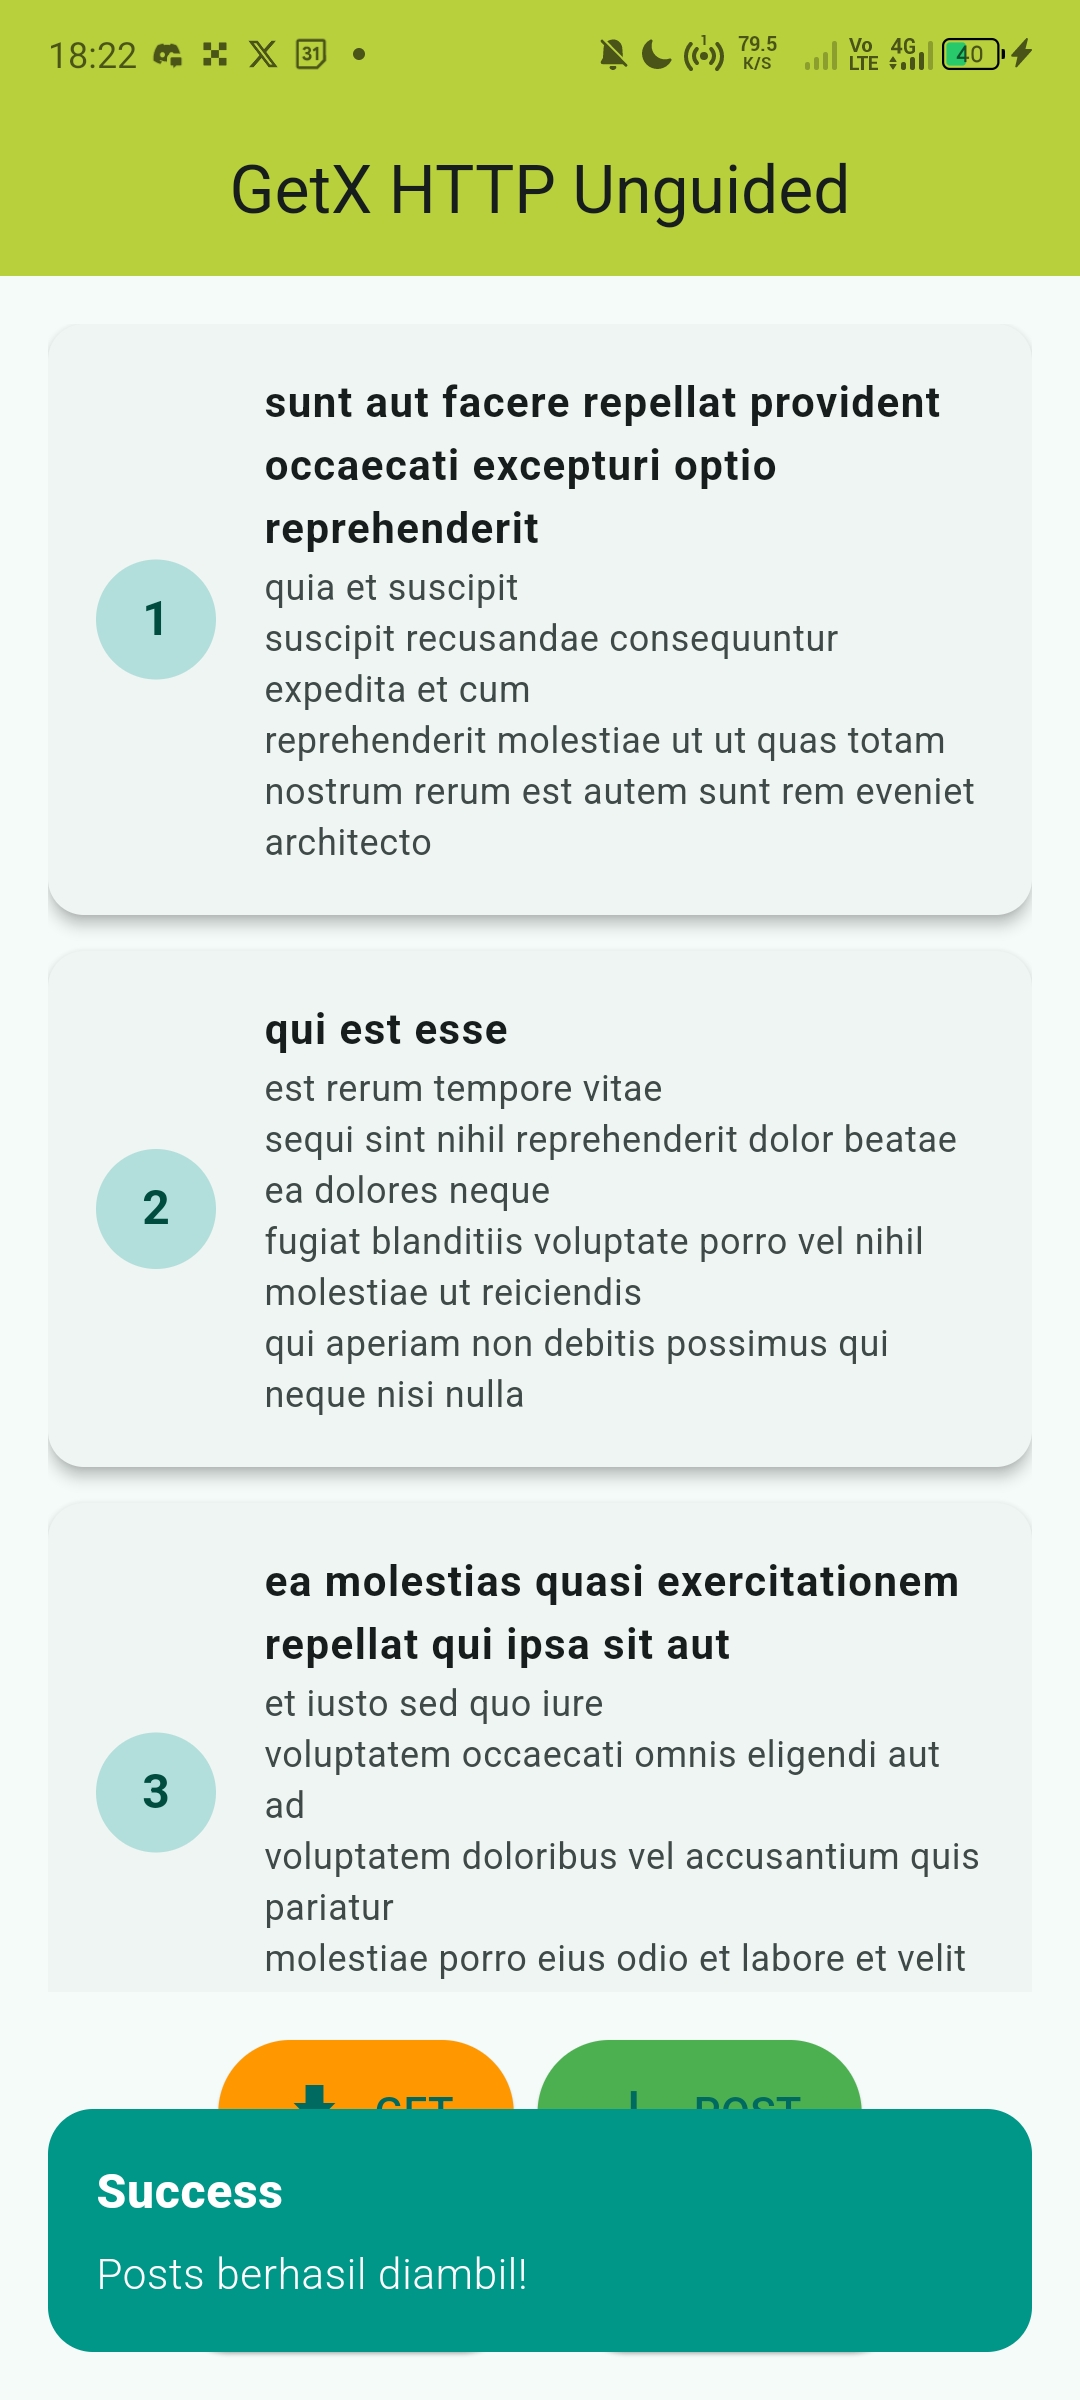 18:22
31
1
79.5
K/S
Vo
LTE
4G
40
GetX HTTP Unguided
sunt aut facere repellat provident
occaecati excepturi optio
reprehenderit
1
quia et suscipit
suscipit recusandae consequuntur
expedita et cum
reprehenderit molestiae ut ut quas totam
nostrum rerum est autem sunt rem eveniet
architecto
qui est esse
2
est rerum tempore vitae
sequi sint nihil reprehenderit dolor beatae
ea dolores neque
fugiat blanditiis voluptate porro vel nihil
molestiae ut reiciendis
qui aperiam non debitis possimus qui
neque nisi nulla
ea molestias quasi exercitationem
repellat qui ipsa sit aut
3
et iusto sed quo iure
voluptatem occaecati omnis eligendi aut
ad
voluptatem doloribus vel accusantium quis
pariatur
molestiae porro eius odio et labore et velit
GET
POST
Success
Posts berhasil diambil!